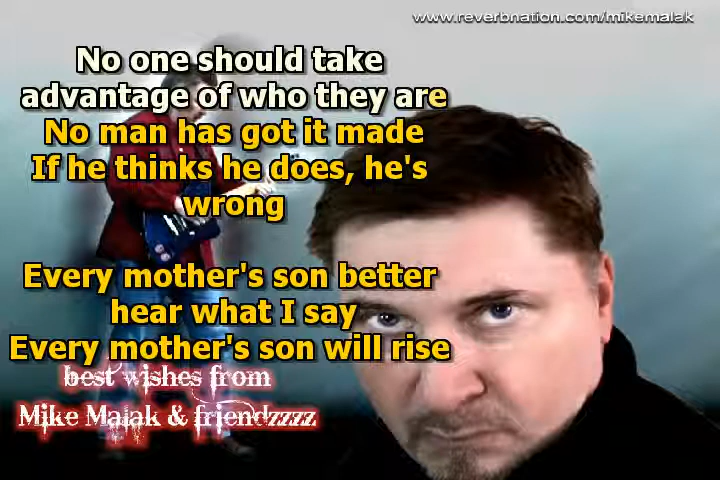 www.reverbnation.com/mikemalak
No one should take
advantage of who they are
No man has got it made
If he thinks he does, he's
wrong
Every mother's son better
hear what I say
Every mother's son will rise
best wishes from
Mike Malak & friendzzzz